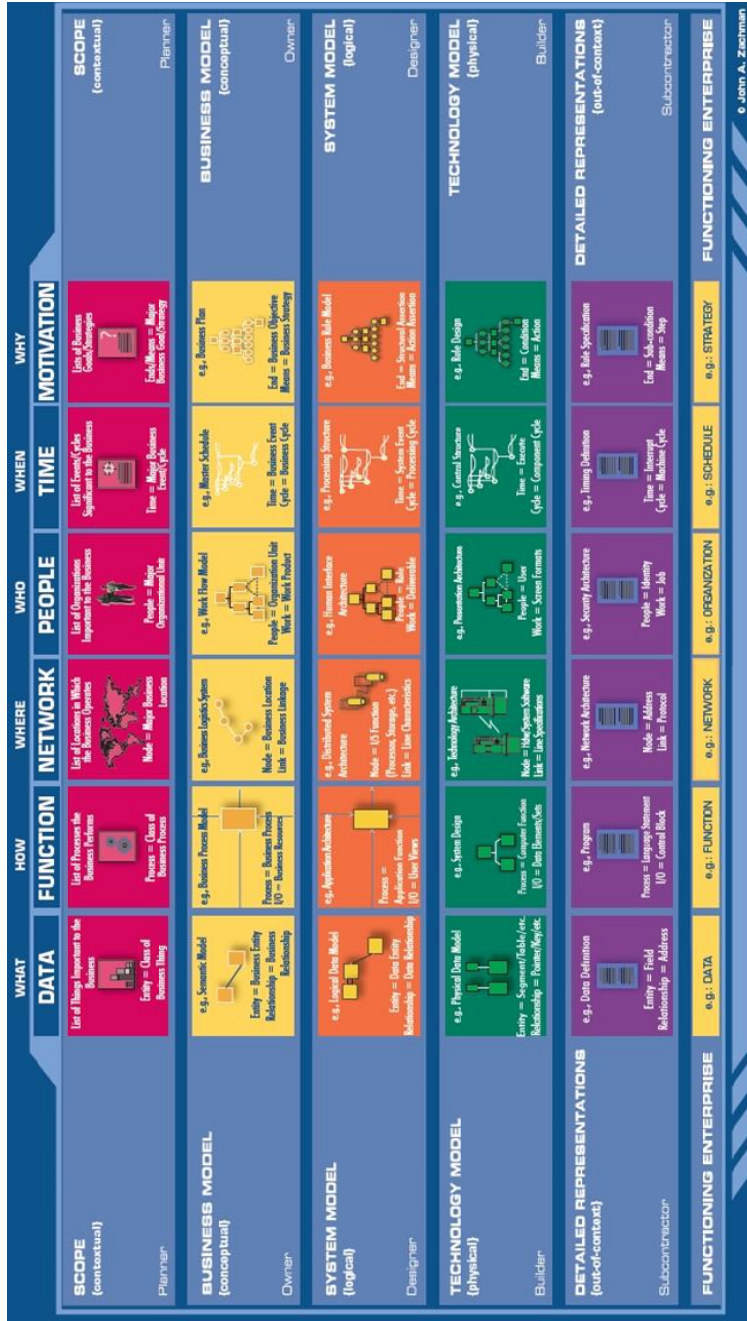 WHAT
HOW
WHERE
WHO
WHEN
WHY
DATA
FUNCTION
NETWORK
PEOPLE
TIME
MOTIVATION
SCOPE
{contextual}
Planner
List of Things Important to the
Business
Entity = Class of
Business Thing
List of Processes the
Business Performs
Process = Class of
Business Process
List of Locations in Which
the Business Operates
Node = Major Business
Location
List of Organizations
Important to the Business
People = Major
Organizational Unit
List of Events/Cycles
Significant to the Business
Time = Major Business
Event/Cycle
List of Business
Goals/Strategies
Ends/Means = Major
Business Goal/Strategy
SCOPE
{contextual}
Planner
BUSINESS MODEL
{conceptual}
Owner
e.g., Semantic Model
Entity = Business Entity
Relationship = Business
Relationship
e.g., Business Process Model
Process = Business Process
I/O = Business Resources
e.g., Business Logistics System
Node = Business Location
Link = Business Linkage
e.g., Work Flow Model
People = Organization Unit
Work = Work Product
e.g., Master Schedule
Time = Business Event
Cycle = Business Cycle
e.g., Business Plan
End = Business Objective
Means = Business Strategy
BUSINESS MODEL
{conceptual}
Owner
SYSTEM MODEL
{logical}
Designer
e.g., Logical Data Model
Entity = Data Entity
Relationship = Data Relationship
e.g., Application Architecture
Process =
Application Function
I/O = User Views
e.g., Distributed System
Architecture
Node = I/S Function
(Processor, Storage, etc.)
Link = Line Characteristics
e.g., Human Interface
Architecture
People = Role
Work = Deliverable
e.g., Processing Structure
Time = System Event
Cycle = Processing Cycle
e.g., Business Rule Model
End = Structural Assertion
Means = Action Assertion
SYSTEM MODEL
{logical}
Designer
TECHNOLOGY MODEL
{physical}
Builder
e.g., Physical Data Model
Entity = Segment/Table/etc.
Relationship = Pointer/Key/etc.
e.g., System Design
Process = Computer Function
I/O = Data Elements/Sets
e.g., Technology Architecture
Node = Hdw/System Software
Link = Line Specifications
e.g., Presentation Architecture
People = User
Work = Screen Formats
e.g., Control Structure
Time = Execute
Cycle = Component Cycle
e.g., Rule Design
End = Condition
Means = Action
TECHNOLOGY MODEL
{physical}
Builder
DETAILED REPRESENTATIONS
{out-of-context}
Subcontractor
e.g., Data Definition
Entity = Field
Relationship = Address
e.g., Program
Process = Language Statement
I/O = Control Block
e.g., Network Architecture
Node = Address
Link = Protocol
e.g., Security Architecture
People = Identity
Work = Job
e.g., Timing Definition
Time = Interrupt
Cycle = Machine Cycle
e.g., Rule Specification
End = Sub-condition
Means = Step
DETAILED REPRESENTATIONS
{out-of-context}
Subcontractor
FUNCTIONING ENTERPRISE
e.g.: DATA
e.g.: FUNCTION
e.g.: NETWORK
e.g.: ORGANIZATION
e.g.: SCHEDULE
e.g.: STRATEGY
FUNCTIONING ENTERPRISE
© John A. Zachman